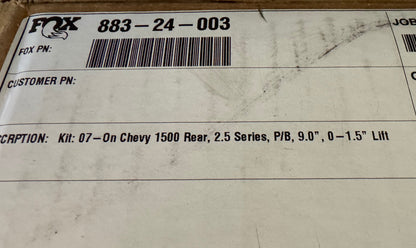 FOX 883-24-003
JOB
FOX PN:
CUSTOMER PN:
CRPTION: Kit: 07-On Chevy 1500 Rear, 2.5 Series, P/B, 9.0", 0-1.5" Lift